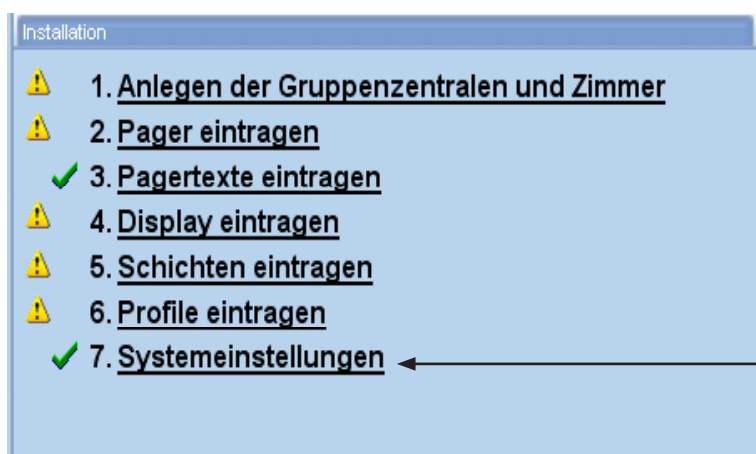 Installation
1. Anlegen der Gruppenzentralen und Zimmer
2. Pager eintragen
3. Pagertexte eintragen
4. Display eintragen
5. Schichten eintragen
6. Profile eintragen
7. Systemeinstellungen